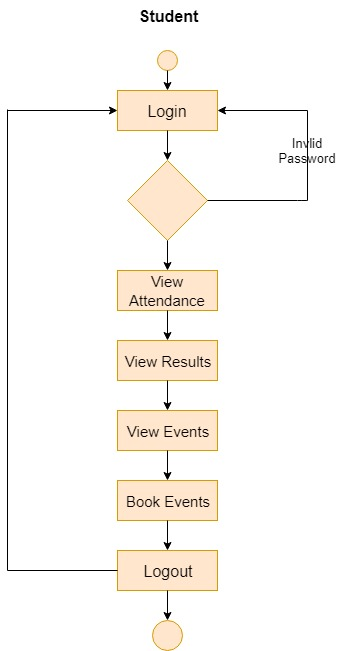 Student
Login
Invlid
Password
View
Attendance
View Results
View Events
Book Events
Logout